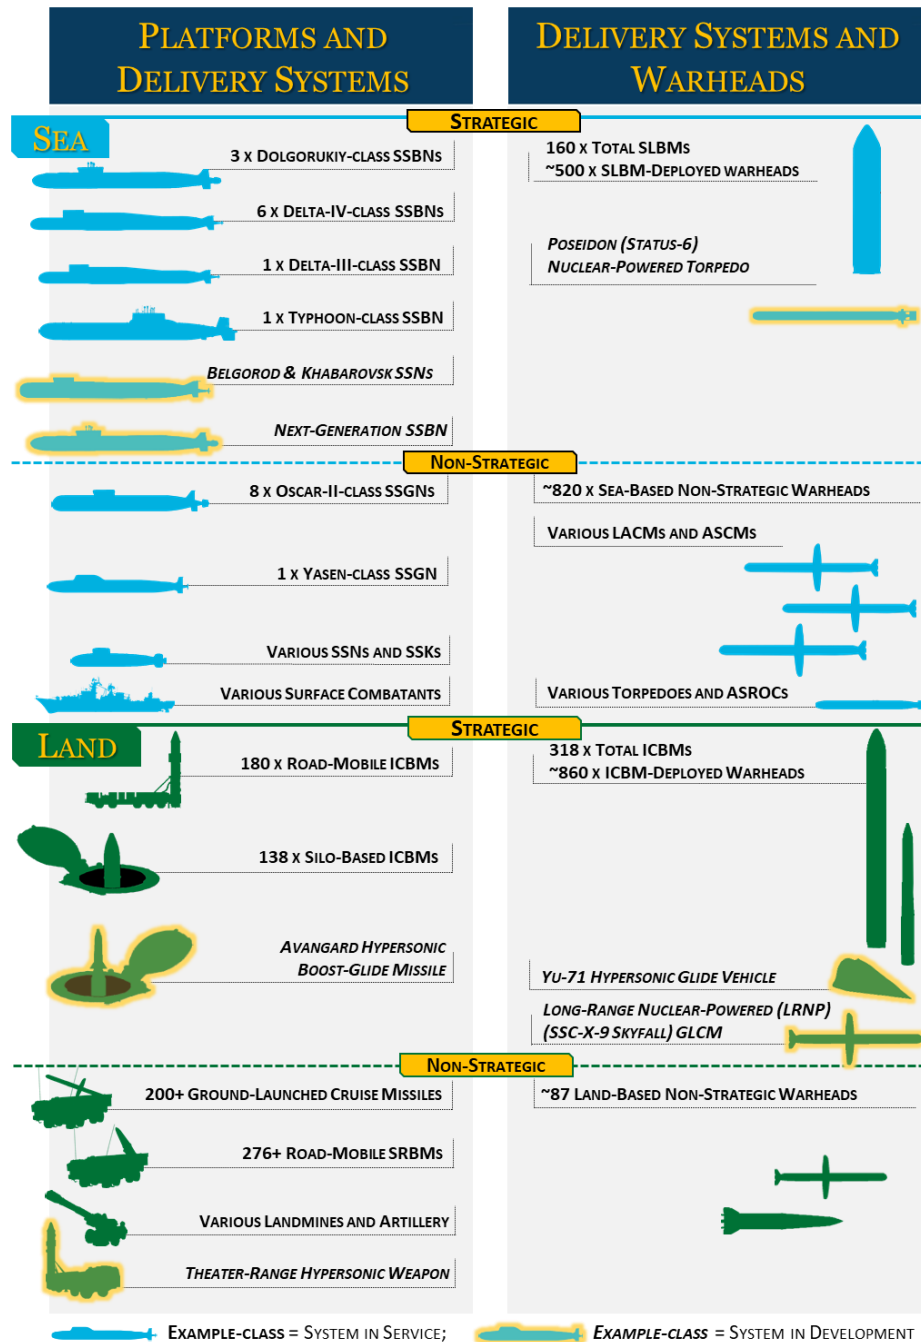 PLATFORMS AND
DELIVERY SYSTEMS
DELIVERY SYSTEMS AND
WARHEADS
STRATEGIC
SEA
3 X DOLGORUKIY-CLASS SSBNS
6 X DELTA-IV-CLASS SSBNS
1 X DELTA-III-CLASS SSBN
1 X TYPHOON-CLASS SSBN
BELGOROD & KHABAROVSK SSNS
NEXT-GENERATION SSBN
160 X TOTAL SLBMS
~500 X SLBM-DEPLOYED WARHEADS
POSEIDON (STATUS-6)
NUCLEAR-POWERED TORPEDO
NON-STRATEGIC
8 X OSCAR-II-CLASS SSGNS
1 X YASEN-CLASS SSGN
VARIOUS SSNS AND SSKS
VARIOUS SURFACE COMBATANTS
~820 X SEA-BASED NON-STRATEGIC WARHEADS
VARIOUS LACMS AND ASCMS
VARIOUS TORPEDOES AND ASROCS
STRATEGIC
LAND
180 X ROAD-MOBILE ICBMS
138 X SILO-BASED ICBMS
AVANGARD HYPERSONIC
BOOST-GLIDE MISSILE
318 X TOTAL ICBMS
~860 X ICBM-DEPLOYED WARHEADS
YU-71 HYPERSONIC GLIDE VEHICLE
LONG-RANGE NUCLEAR-POWERED (LRNP)
(SSC-X-9 SKYFALL) GLCM
NON-STRATEGIC
200+ GROUND-LAUNCHED CRUISE MISSILES
276+ ROAD-MOBILE SRBMS
VARIOUS LANDMINES AND ARTILLERY
THEATER-RANGE HYPERSONIC WEAPON
~87 LAND-BASED NON-STRATEGIC WARHEADS
EXAMPLE-CLASS = SYSTEM IN SERVICE;
EXAMPLE-CLASS = SYSTEM IN DEVELOPMENT